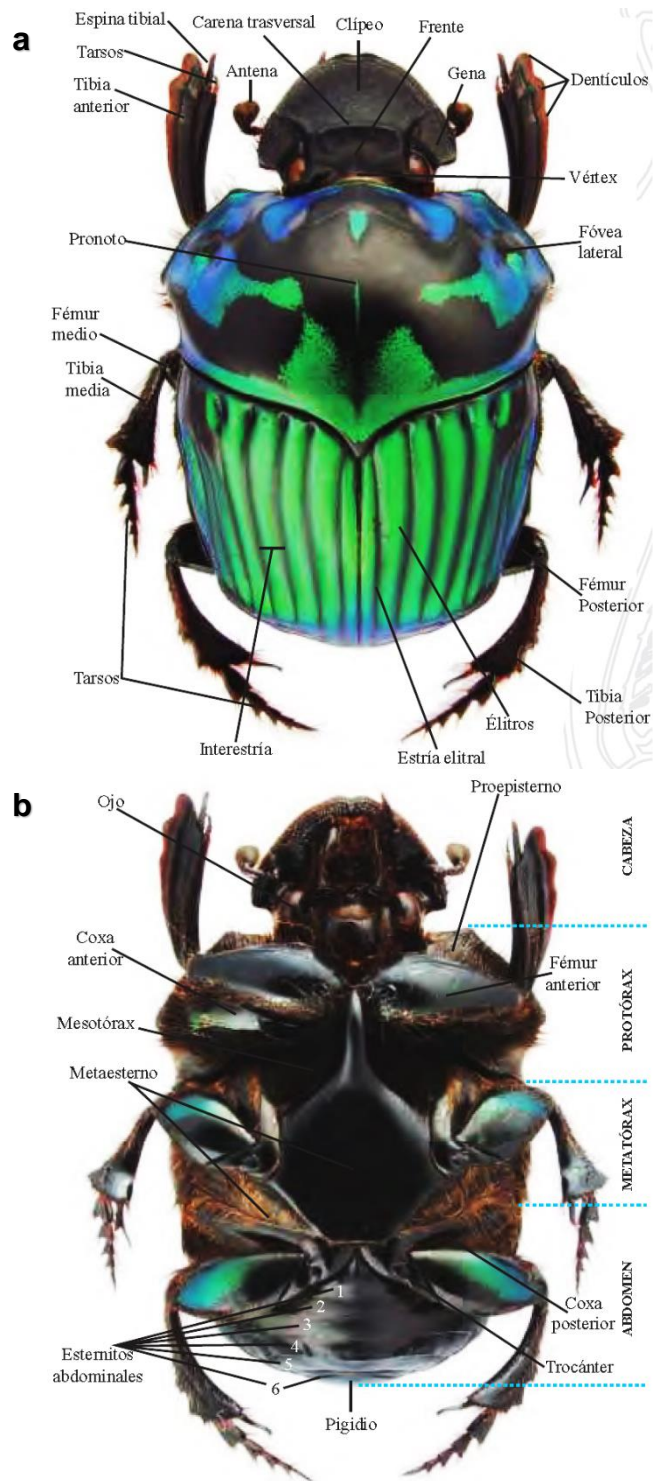 a
Espina tibial
Carena trasversal
Clípeo
Frente
Tarsos
Antena
Gena
Dentículos
Tibia
anterior
Vértex
Pronoto
Fóvea
lateral
Fémur
medio
Tibia
media
Fémur
Posterior
Tarsos
Tibia
Posterior
Élitros
Interestría
Estría elitral
b
Ojo
Proepisterno
CABEZA
Coxa
anterior
Fémur
anterior
Mesotórax
PROTÓRAX
Metaesterno
METATÓRAX
1
2
3
4
5
6
Esternitos
abdominales
Coxa
posterior
Trocánter
ABDOMEN
Pigidio